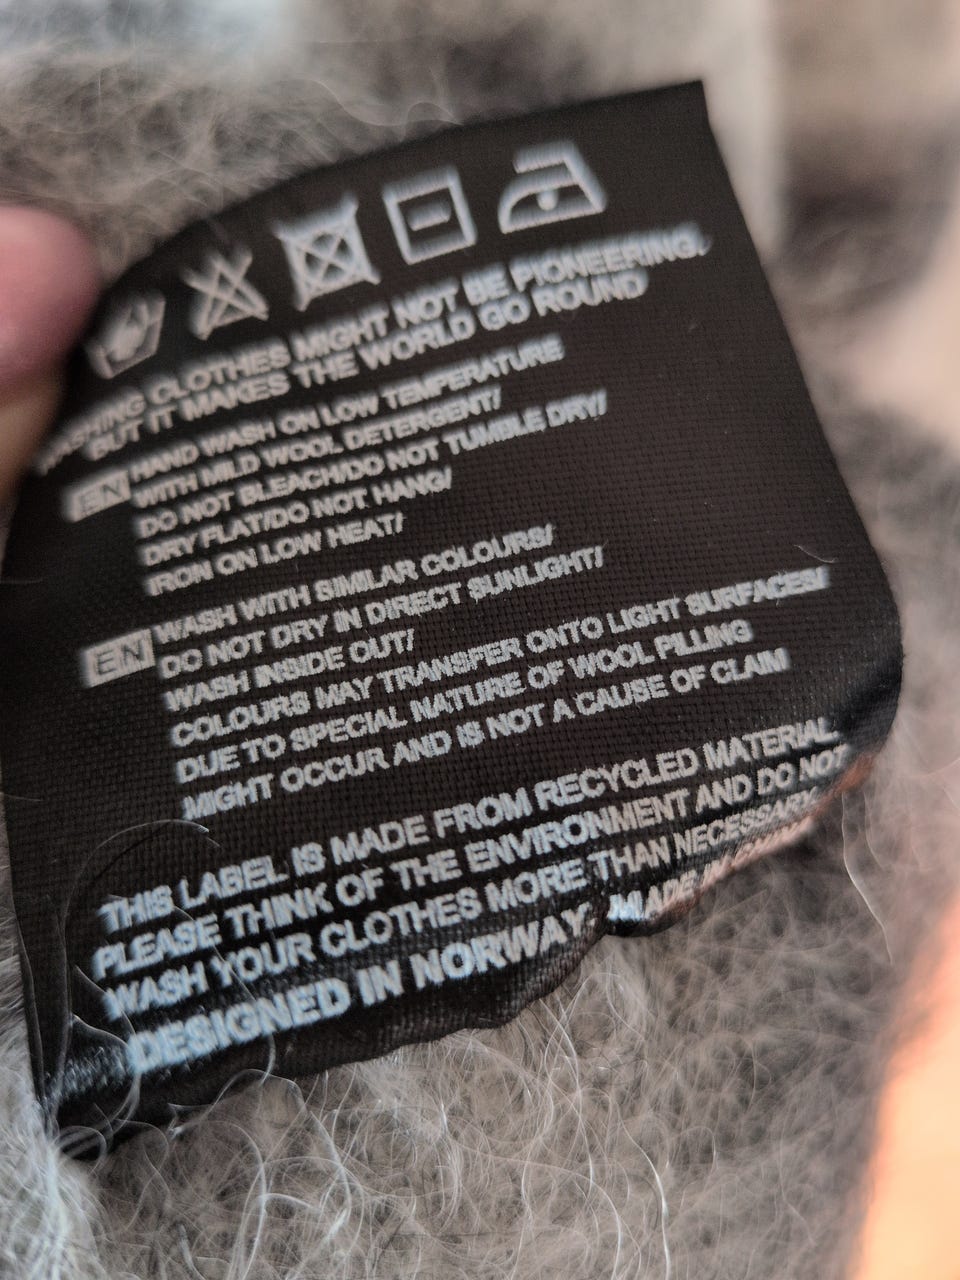 WASHING CLOTHES MIGHT NOT BE PIONEERING,
BUT IT MAKES THE WORLD GO ROUND
EN HAND WASH ON LOW TEMPERATURE
WITH MILD WOOL DETERGENT/
DO NOT BLEACH/DO NOT TUMBLE DRY/
DRY FLAT/DO NOT HANG/
IRON ON LOW HEAT/
EN WASH WITH SIMILAR COLOURS/
DO NOT DRY IN DIRECT SUNLIGHT/
WASH INSIDE OUT/
COLOURS MAY TRANSFER ONTO LIGHT SURFACES/
DUE TO SPECIAL NATURE OF WOOL PILLING
MIGHT OCCUR AND IS NOT A CAUSE OF CLAIM
THIS LABEL IS MADE FROM RECYCLED MATERIAL.
PLEASE THINK OF THE ENVIRONMENT AND DO NOT
WASH YOUR CLOTHES MORE THAN NECESSARY
DESIGNED IN NORWAY MADE IN